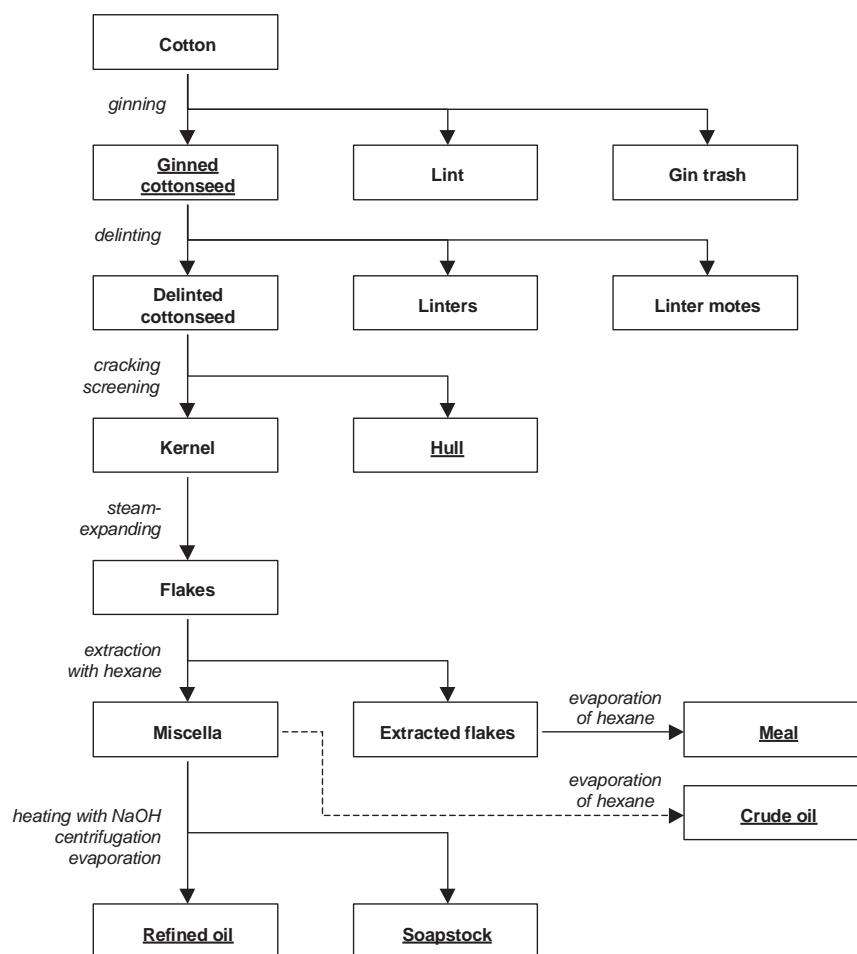 Cotton
ginning
Ginned
cottonseed
Lint
Gin trash
delinting
Delinted
cottonseed
Linters
Linter motes
cracking
screening
Kernel
Hull
steam-
expanding
Flakes
extraction
with hexane
evaporation
of hexane
Miscella
Extracted flakes
Meal
evaporation
of hexane
Crude oil
heating with NaOH
centrifugation
evaporation
Refined oil
Soapstock